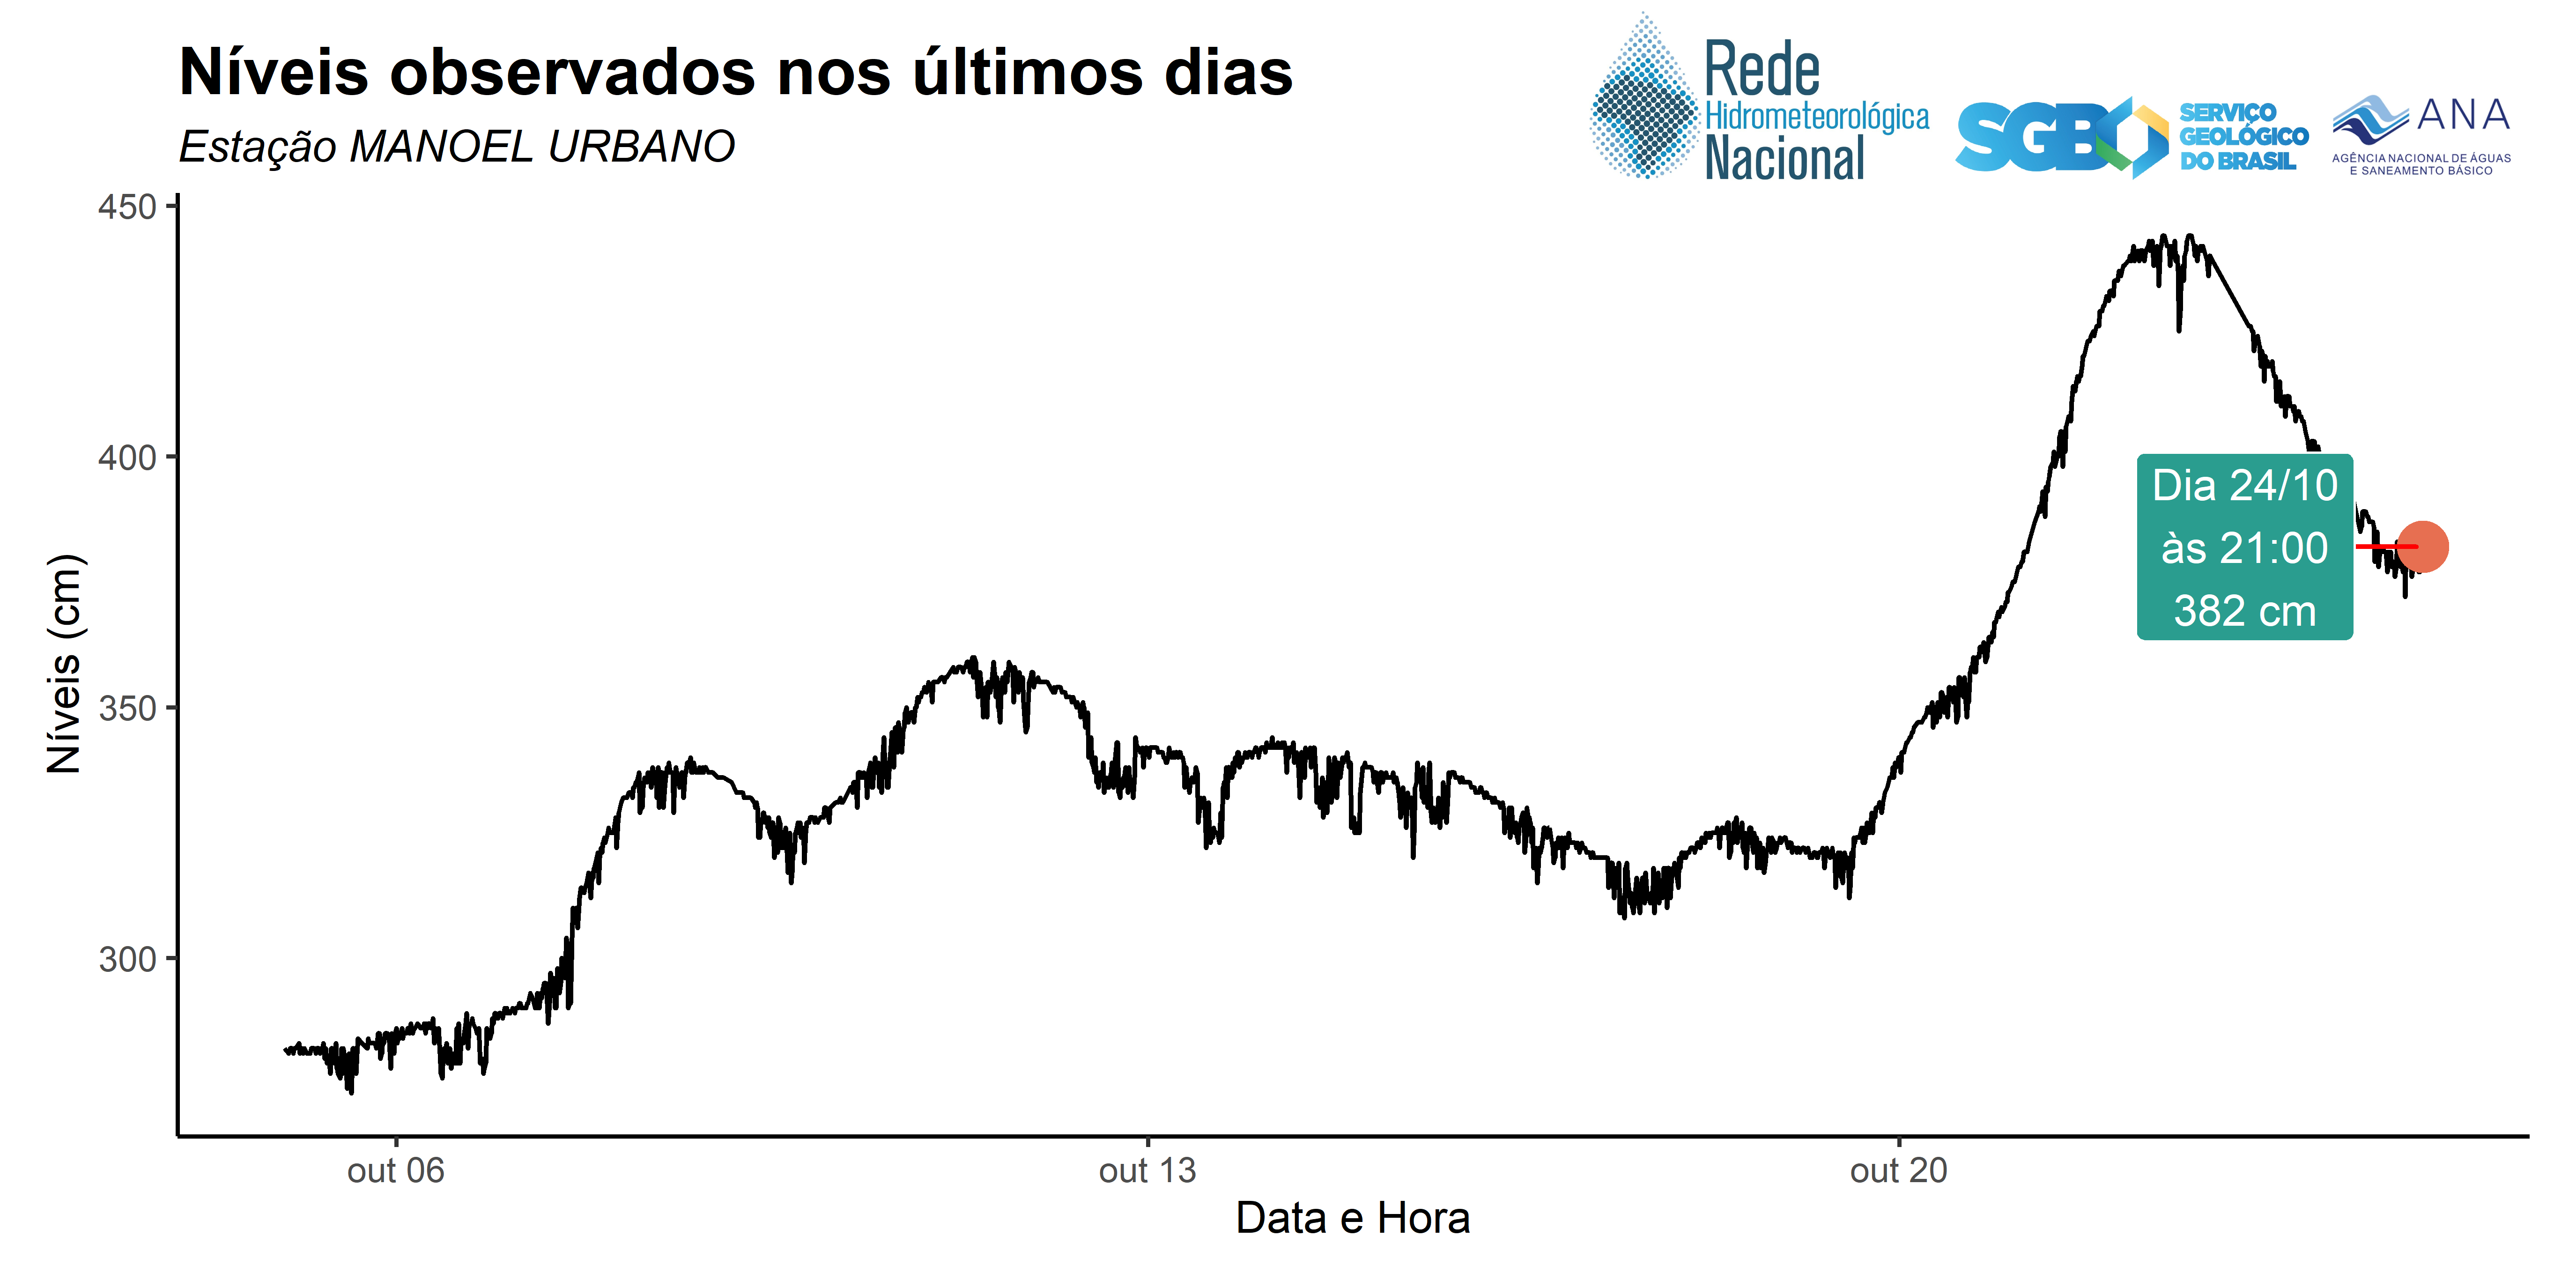 Níveis observados nos últimos dias
Estação MANOEL URBANO
Rede
Hidrometeorológica
Nacional
SGB
SERVIÇO
GEOLÓGICO
DO BRASIL
ANA
AGÊNCIA NACIONAL DE ÁGUAS
E SANEAMENTO BÁSICO
450
400
350
300
Níveis (cm)
Dia 24/10
às 21:00
382 cm
out 06
out 13
out 20
Data e Hora